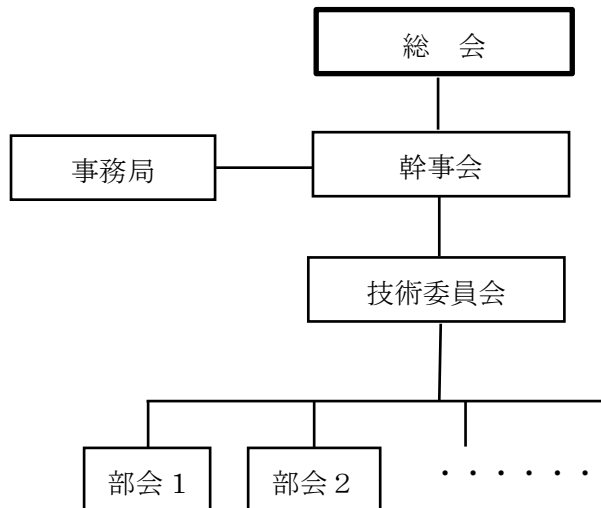 総　会
事務局
幹事会
技術委員会
部会１
部会２
・・・・・・